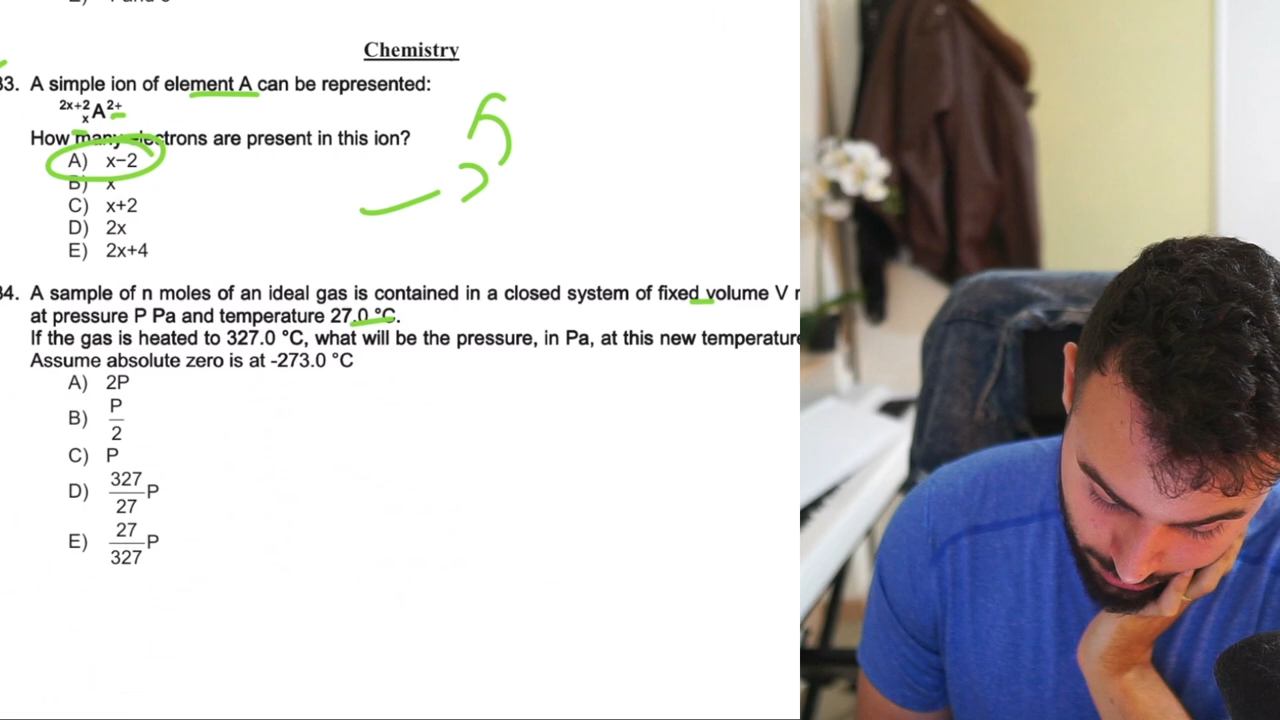 Chemistry
33. A simple ion of element A can be represented:
2x+2 x A 2+
How many electrons are present in this ion?
A) x−2
B) x
C) x+2
D) 2x
E) 2x+4
34. A sample of n moles of an ideal gas is contained in a closed system of fixed volume V
at pressure P Pa and temperature 27.0 °C.
If the gas is heated to 327.0 °C, what will be the pressure, in Pa, at this new temperature
Assume absolute zero is at -273.0 °C
A) 2P
B) P/2
C) P
D) 327/27 P
E) 27/327 P